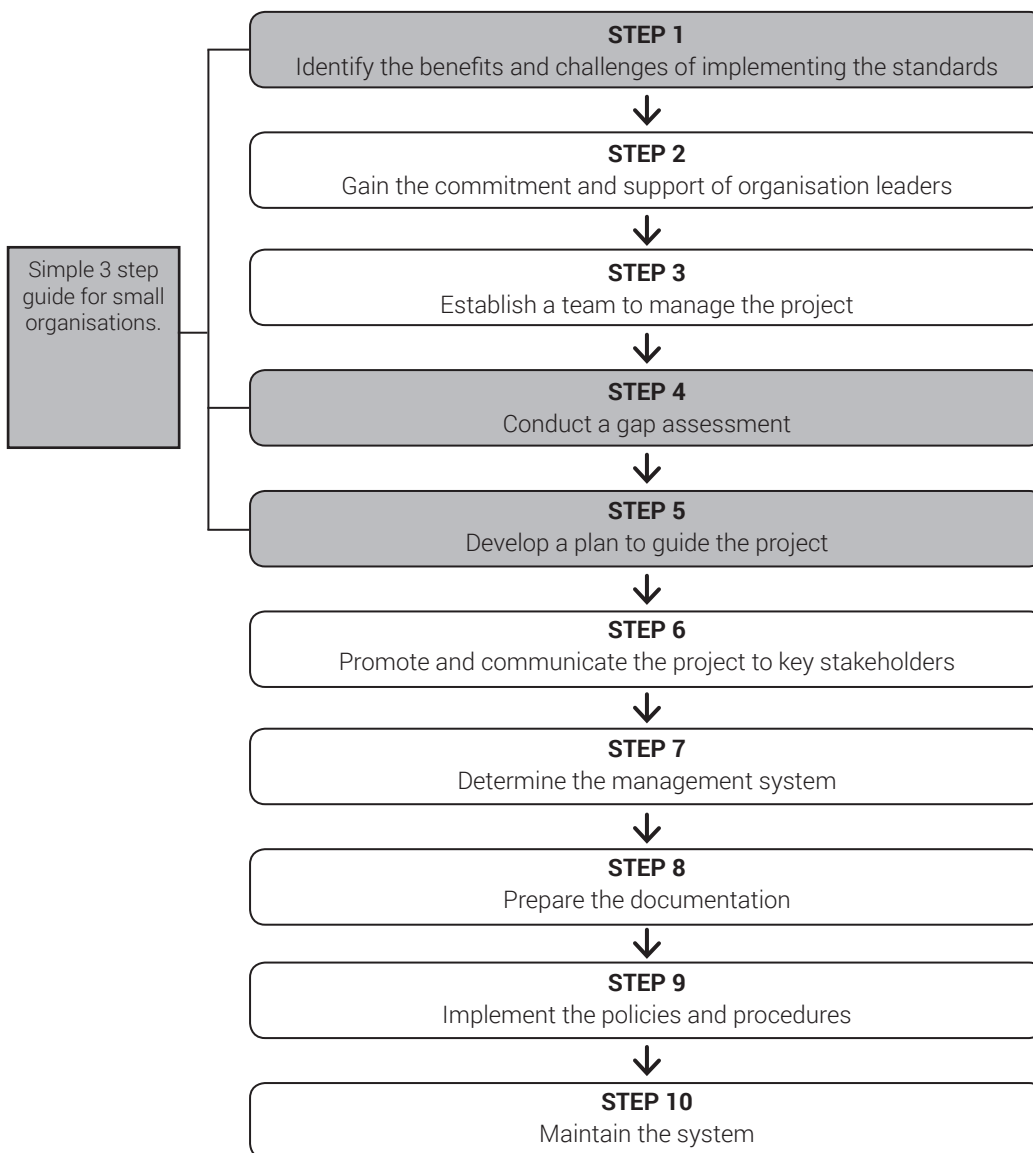 STEP 1
Identify the benefits and challenges of implementing the standards
STEP 2
Gain the commitment and support of organisation leaders
Simple 3 step
guide for small
organisations.
STEP 3
Establish a team to manage the project
STEP 4
Conduct a gap assessment
STEP 5
Develop a plan to guide the project
STEP 6
Promote and communicate the project to key stakeholders
STEP 7
Determine the management system
STEP 8
Prepare the documentation
STEP 9
Implement the policies and procedures
STEP 10
Maintain the system